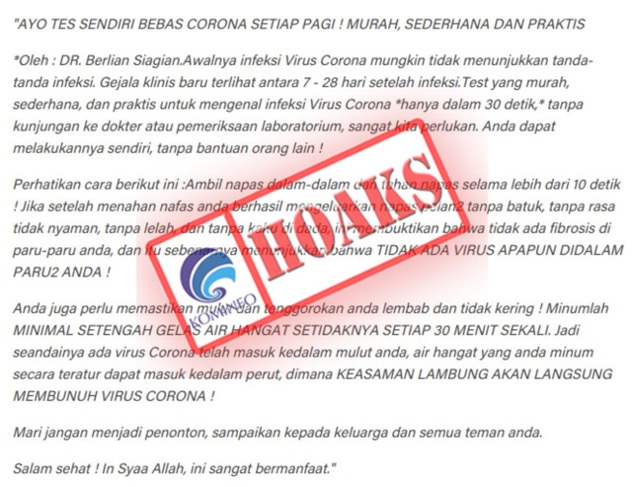 "AYO TES SENDIRI BEBAS CORONA SETIAP PAGI ! MURAH, SEDERHANA DAN PRAKTIS
*Oleh : DR. Berlian Siagian.Awalnya infeksi Virus Corona mungkin tidak menunjukkan tanda-
tanda infeksi. Gejala klinis baru terlihat antara 7 - 28 hari setelah infeksi.Test yang murah,
sederhana, dan praktis untuk mengenal infeksi Virus Corona *hanya dalam 30 detik,* tanpa
kunjungan ke dokter atau pemeriksaan laboratorium, sangat kita perlukan. Anda dapat
melakukannya sendiri, tanpa bantuan orang lain !
Perhatikan cara berikut ini :Ambil napas dalam-dalam dan tahan napas selama lebih dari 10 detik
! Jika setelah menahan nafas anda berhasil mengeluarkan napas pelan2 tanpa batuk, tanpa rasa
tidak nyaman, tanpa lelah, dan tanpa kaku di dada, ini membuktikan bahwa tidak ada fibrosis di
paru-paru anda, dan itu sebenarnya menunjukkan bahwa TIDAK ADA VIRUS APAPUN DIDALAM
PARU2 ANDA !
HOAKS
KOMINFO
Anda juga perlu memastikan mulut dan tenggorokan anda lembab dan tidak kering ! Minumlah
MINIMAL SETENGAH GELAS AIR HANGAT SETIDAKNYA SETIAP 30 MENIT SEKALI. Jadi
seandainya ada virus Corona telah masuk kedalam mulut anda, air hangat yang anda minum
secara teratur dapat masuk kedalam perut, dimana KEASAMAN LAMBUNG AKAN LANGSUNG
MEMBUNUH VIRUS CORONA !
Mari jangan menjadi penonton, sampaikan kepada keluarga dan semua teman anda.
Salam sehat ! In Syaa Allah, ini sangat bermanfaat."